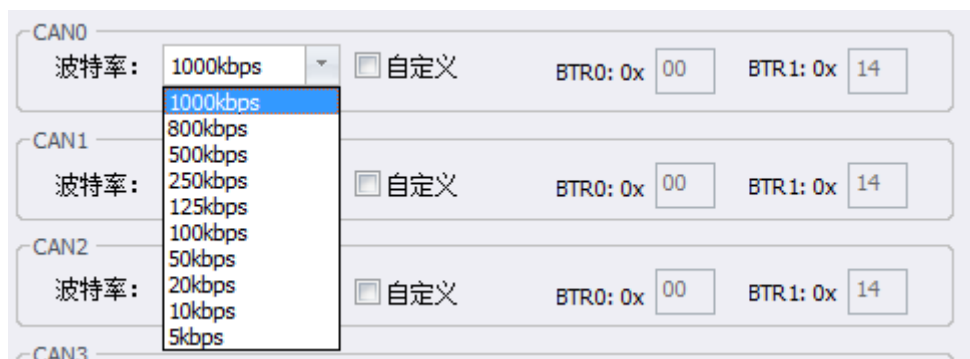 CAN0
波特率： 1000kbps 自定义 BTR0: 0x 00 BTR1: 0x 14
1000kbps
800kbps
CAN1
500kbps
波特率： 250kbps 自定义 BTR0: 0x 00 BTR1: 0x 14
125kbps
100kbps
CAN2
50kbps
波特率： 20kbps 自定义 BTR0: 0x 00 BTR1: 0x 14
10kbps
5kbps
CAN3